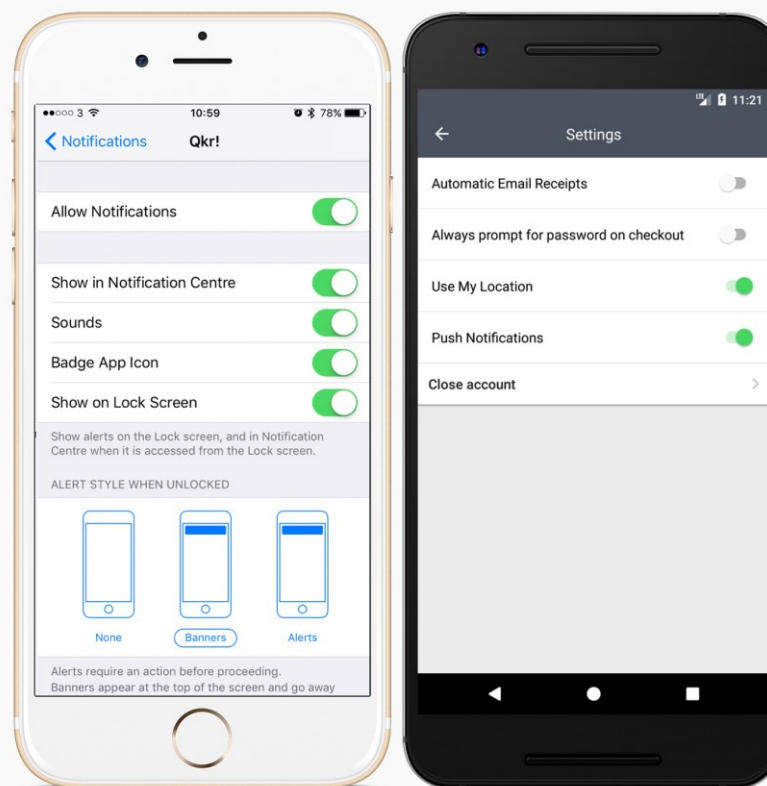 3 10:59 78%
Notifications Qkr!
Allow Notifications
Show in Notification Centre
Sounds
Badge App Icon
Show on Lock Screen
Show alerts on the Lock screen, and in Notification
Centre when it is accessed from the Lock screen.
ALERT STYLE WHEN UNLOCKED
None Banners Alerts
Alerts require an action before proceeding.
Banners appear at the top of the screen and go away
LTE 11:21
Settings
Automatic Email Receipts
Always prompt for password on checkout
Use My Location
Push Notifications
Close account